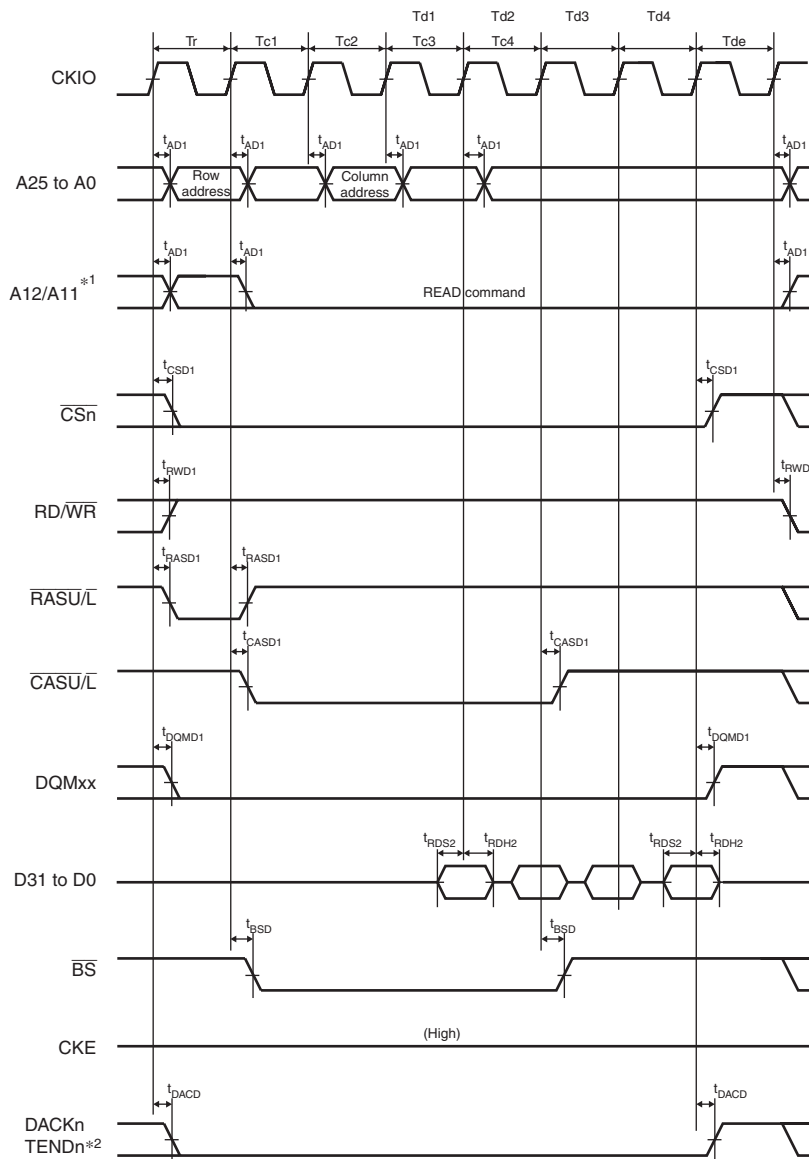 Td1 Td2 Td3 Td4
Tr Tc1 Tc2 Tc3 Tc4 Tde
CKIO
tAD1 tAD1 tAD1 tAD1 tAD1 tAD1
A25 to A0
Row address
Column address
tAD1 tAD1 tAD1
A12/A11*1
READ command
tCSD1 tCSD1
CSn
tRWD1 tRWD
RD/WR
tRASD1 tRASD1
RASU/L
tCASD1 tCASD1
CASU/L
tDQMD1 tDQMD1
DQMxx
tRDS2 tRDH2 tRDS2 tRDH2
D31 to D0
tBSD tBSD
BS
(High)
CKE
tDACD tDACD
DACKn
TENDn*2